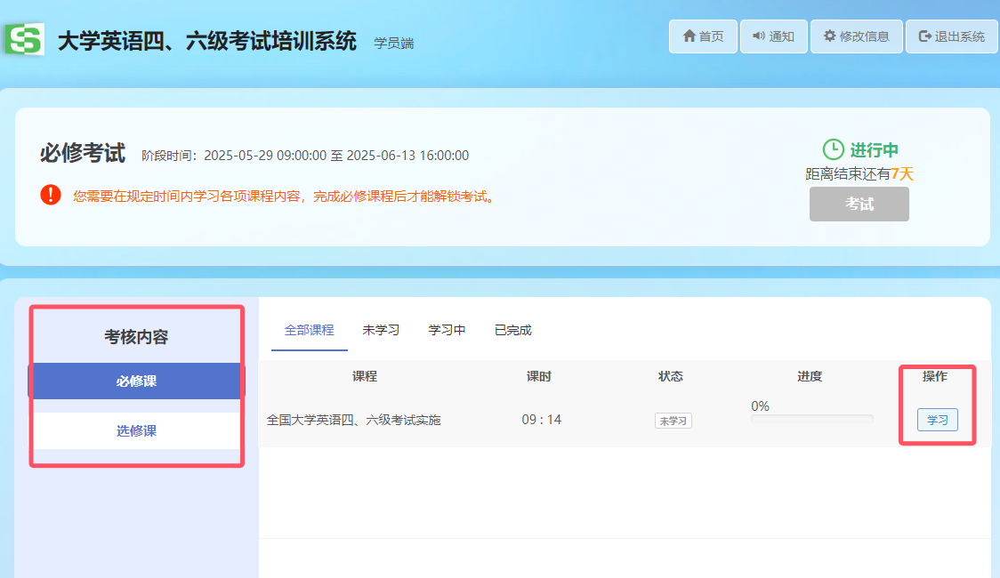 大学英语四、六级考试培训系统 学员端 首页 通知 修改信息 退出系统
必修考试 阶段时间：2025-05-29 09:00:00 至 2025-06-13 16:00:00
您需要在规定时间内学习各项课程内容，完成必修课程后才能解锁考试。
进行中
距离结束还有7天
考试
考核内容
必修课
选修课
全部课程 未学习 学习中 已完成
课程 课时 状态 进度 操作
全国大学英语四、六级考试实施 09 : 14 未学习 0% 学习